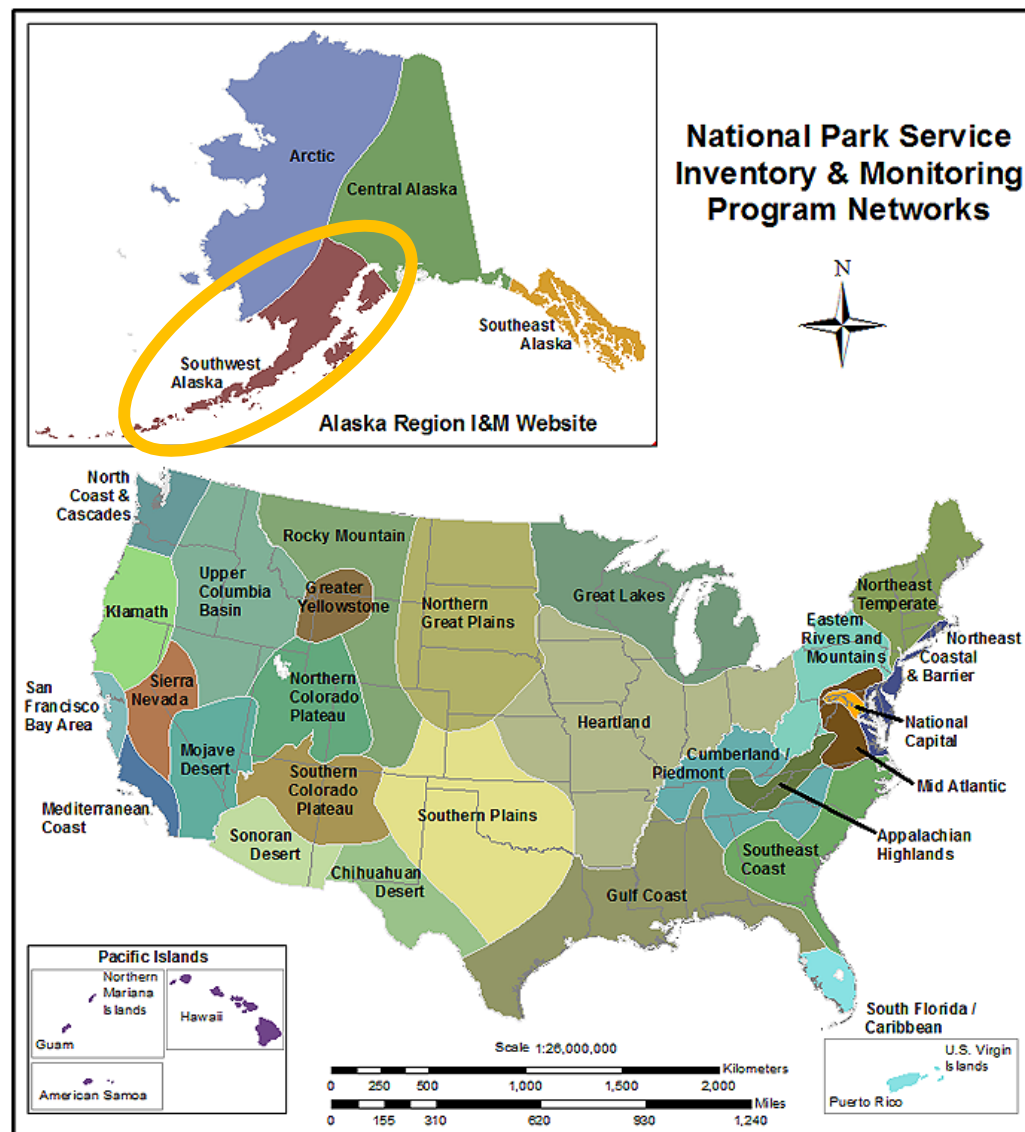 National Park Service
Inventory & Monitoring
Program Networks
N
Arctic
Central Alaska
Southeast
Alaska
Southwest
Alaska
Alaska Region I&M Website
North
Coast &
Cascades
Rocky Mountain
Upper
Columbia
Basin
Greater
Yellowstone
Northern
Great Plains
Great Lakes
Northeast
Temperate
Klamath
Eastern
Rivers and
Mountains
Northeast
Coastal
& Barrier
San
Francisco
Bay Area
Sierra
Nevada
Northern
Colorado
Plateau
Heartland
National
Capital
Mojave
Desert
Cumberland /
Piedmont
Mid Atlantic
Mediterranean
Coast
Southern
Colorado
Plateau
Southern Plains
Appalachian
Highlands
Sonoran
Desert
Southeast
Coast
Chihuahuan
Desert
Gulf Coast
South Florida /
Caribbean
Pacific Islands
Northern
Mariana
Islands
Guam
Hawaii
American Samoa
Scale 1:26,000,000
Kilometers
0 250 500 1,000 1,500 2,000
Miles
0 155 310 620 930 1,240
U.S. Virgin
Islands
Puerto Rico